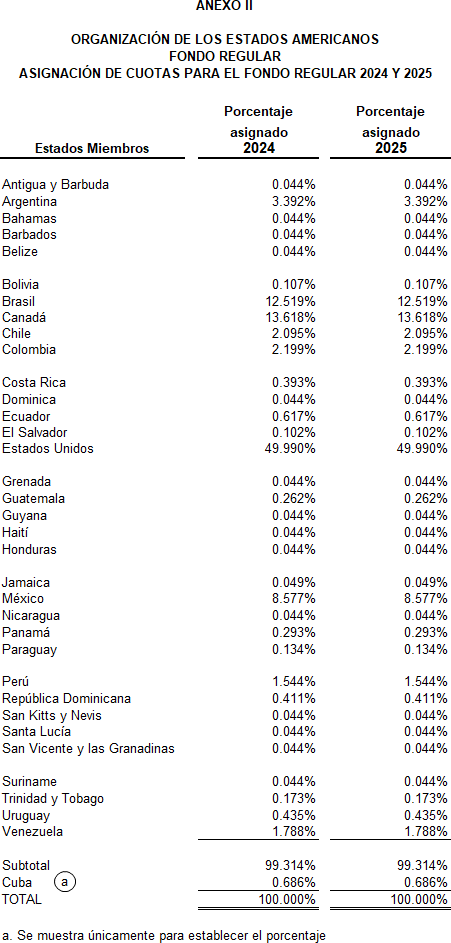 ANEXO II
ORGANIZACIÓN DE LOS ESTADOS AMERICANOS
FONDO REGULAR
ASIGNACIÓN DE CUOTAS PARA EL FONDO REGULAR 2024 Y 2025
Porcentaje Porcentaje
asignado asignado
Estados Miembros 2024 2025
Antigua y Barbuda 0.044% 0.044%
Argentina 3.392% 3.392%
Bahamas 0.044% 0.044%
Barbados 0.044% 0.044%
Belize 0.044% 0.044%
Bolivia 0.107% 0.107%
Brasil 12.519% 12.519%
Canadá 13.618% 13.618%
Chile 2.095% 2.095%
Colombia 2.199% 2.199%
Costa Rica 0.393% 0.393%
Dominica 0.044% 0.044%
Ecuador 0.617% 0.617%
El Salvador 0.102% 0.102%
Estados Unidos 49.990% 49.990%
Grenada 0.044% 0.044%
Guatemala 0.262% 0.262%
Guyana 0.044% 0.044%
Haití 0.044% 0.044%
Honduras 0.044% 0.044%
Jamaica 0.049% 0.049%
México 8.577% 8.577%
Nicaragua 0.044% 0.044%
Panamá 0.293% 0.293%
Paraguay 0.134% 0.134%
Perú 1.544% 1.544%
República Dominicana 0.411% 0.411%
San Kitts y Nevis 0.044% 0.044%
Santa Lucía 0.044% 0.044%
San Vicente y las Granadinas 0.044% 0.044%
Suriname 0.044% 0.044%
Trinidad y Tobago 0.173% 0.173%
Uruguay 0.435% 0.435%
Venezuela 1.788% 1.788%
Subtotal 99.314% 99.314%
Cuba a 0.686% 0.686%
TOTAL 100.000% 100.000%
a. Se muestra únicamente para establecer el porcentaje